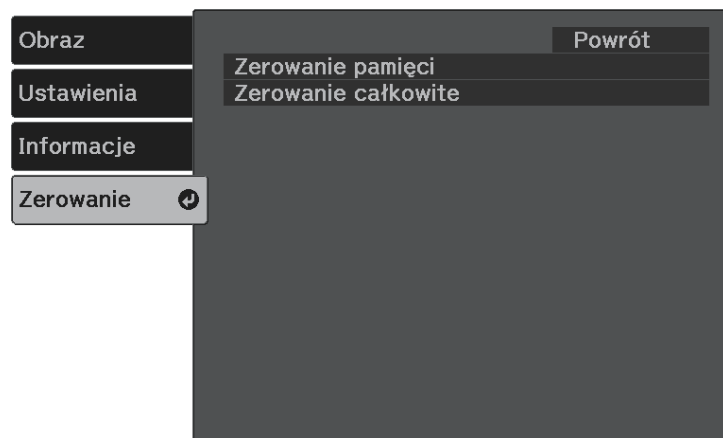 Obraz
Ustawienia
Informacje
Zerowanie
Powrót
Zerowanie pamięci
Zerowanie całkowite